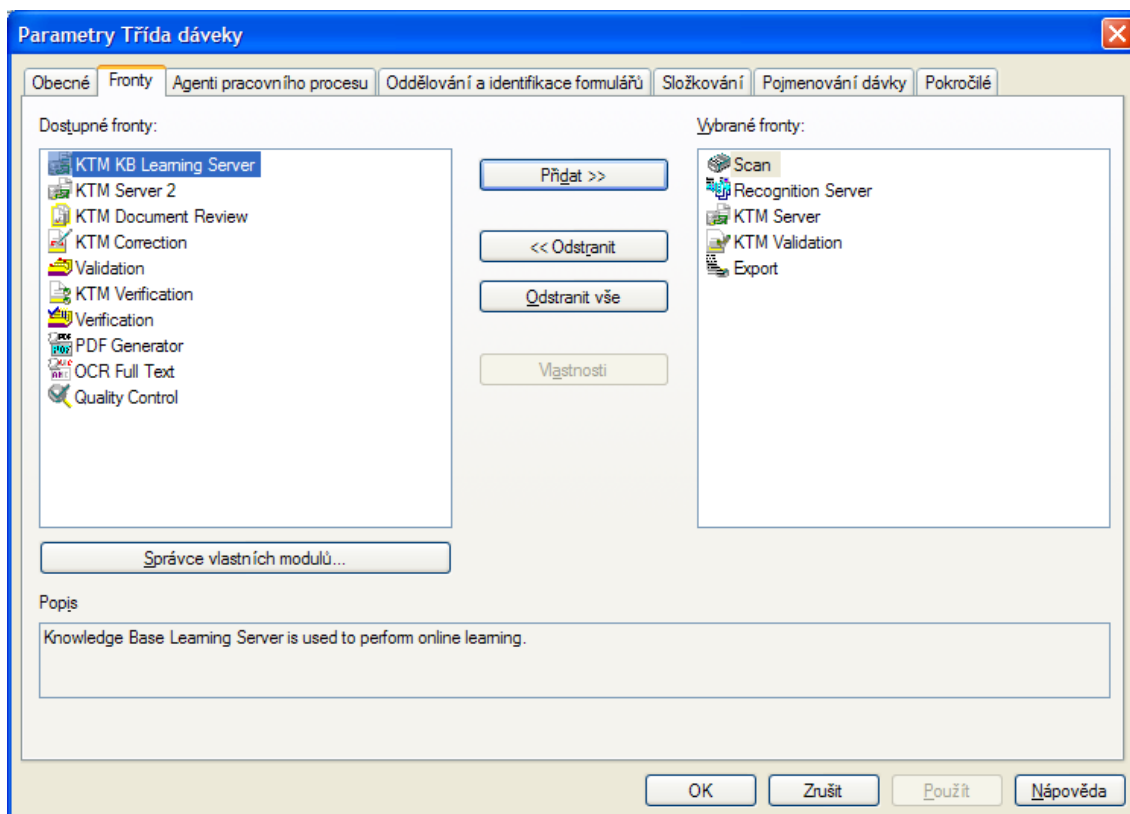 Parametry Třída dáveky
Obecné Fronty Agenti pracovního procesu Oddělování a identifikace formulářů Složkování Pojmenování dávky Pokročilé
Dostupné fronty:
KTM KB Learning Server
KTM Server 2
KTM Document Review
KTM Correction
Validation
KTM Verification
Verification
PDF Generator
OCR Full Text
Quality Control
Správce vlastních modulů...
Přidat >>
<< Odstranit
Odstranit vše
Vlastnosti
Vybrané fronty:
Scan
Recognition Server
KTM Server
KTM Validation
Export
Popis
Knowledge Base Learning Server is used to perform online learning.
OK Zrušit Použít Nápověda